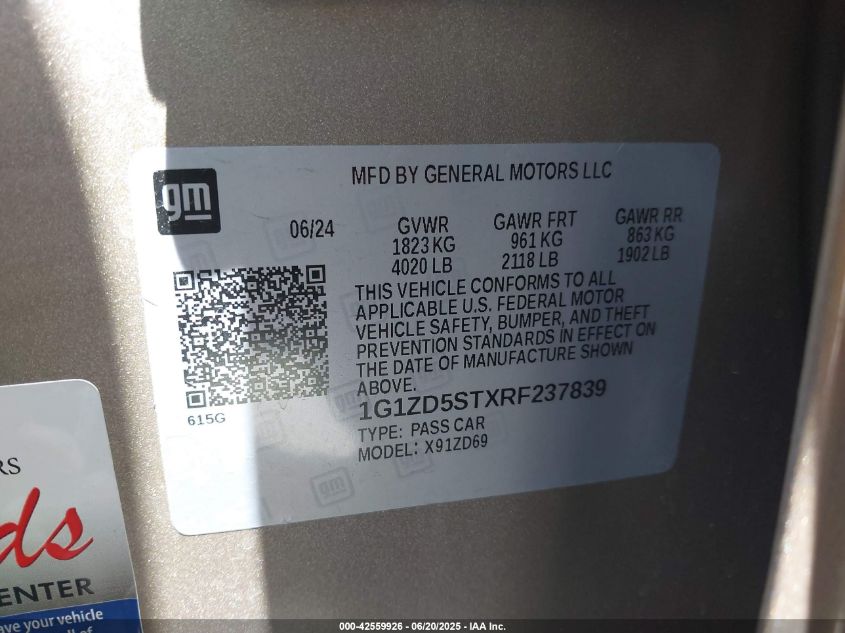 MFD BY GENERAL MOTORS LLC
gm
06/24
GVWR
1823 KG
4020 LB
GAWR FRT
961 KG
2118 LB
GAWR RR
863 KG
1902 LB
THIS VEHICLE CONFORMS TO ALL
APPLICABLE U.S. FEDERAL MOTOR
VEHICLE SAFETY, BUMPER, AND THEFT
PREVENTION STANDARDS IN EFFECT ON
THE DATE OF MANUFACTURE SHOWN
ABOVE.
615G
1G1ZD5STXRF237839
TYPE: PASS CAR
MODEL: X91ZD69
RS
ds
ENTER
ave your vehicle
000-42559926 - 06/20/2025 - IAA Inc.